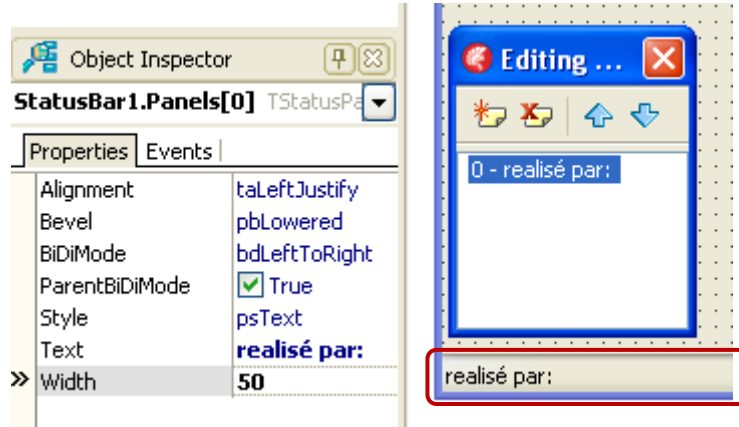 Object Inspector
StatusBar1.Panels[0] TStatusPa
Properties Events
Alignment taLeftJustify
Bevel pbLowered
BiDiMode bdLeftToRight
ParentBiDiMode True
Style psText
Text realisé par:
Width 50
Editing ...
0 - realisé par:
realisé par: